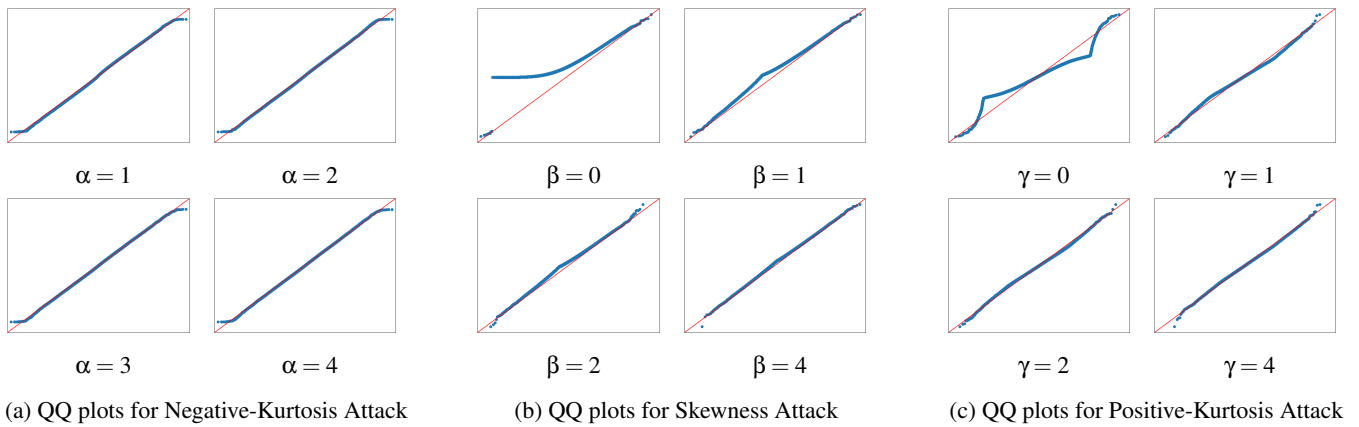 α = 1
α = 2
β = 0
β = 1
γ = 0
γ = 1
α = 3
α = 4
β = 2
β = 4
γ = 2
γ = 4
(a) QQ plots for Negative-Kurtosis Attack
(b) QQ plots for Skewness Attack
(c) QQ plots for Positive-Kurtosis Attack